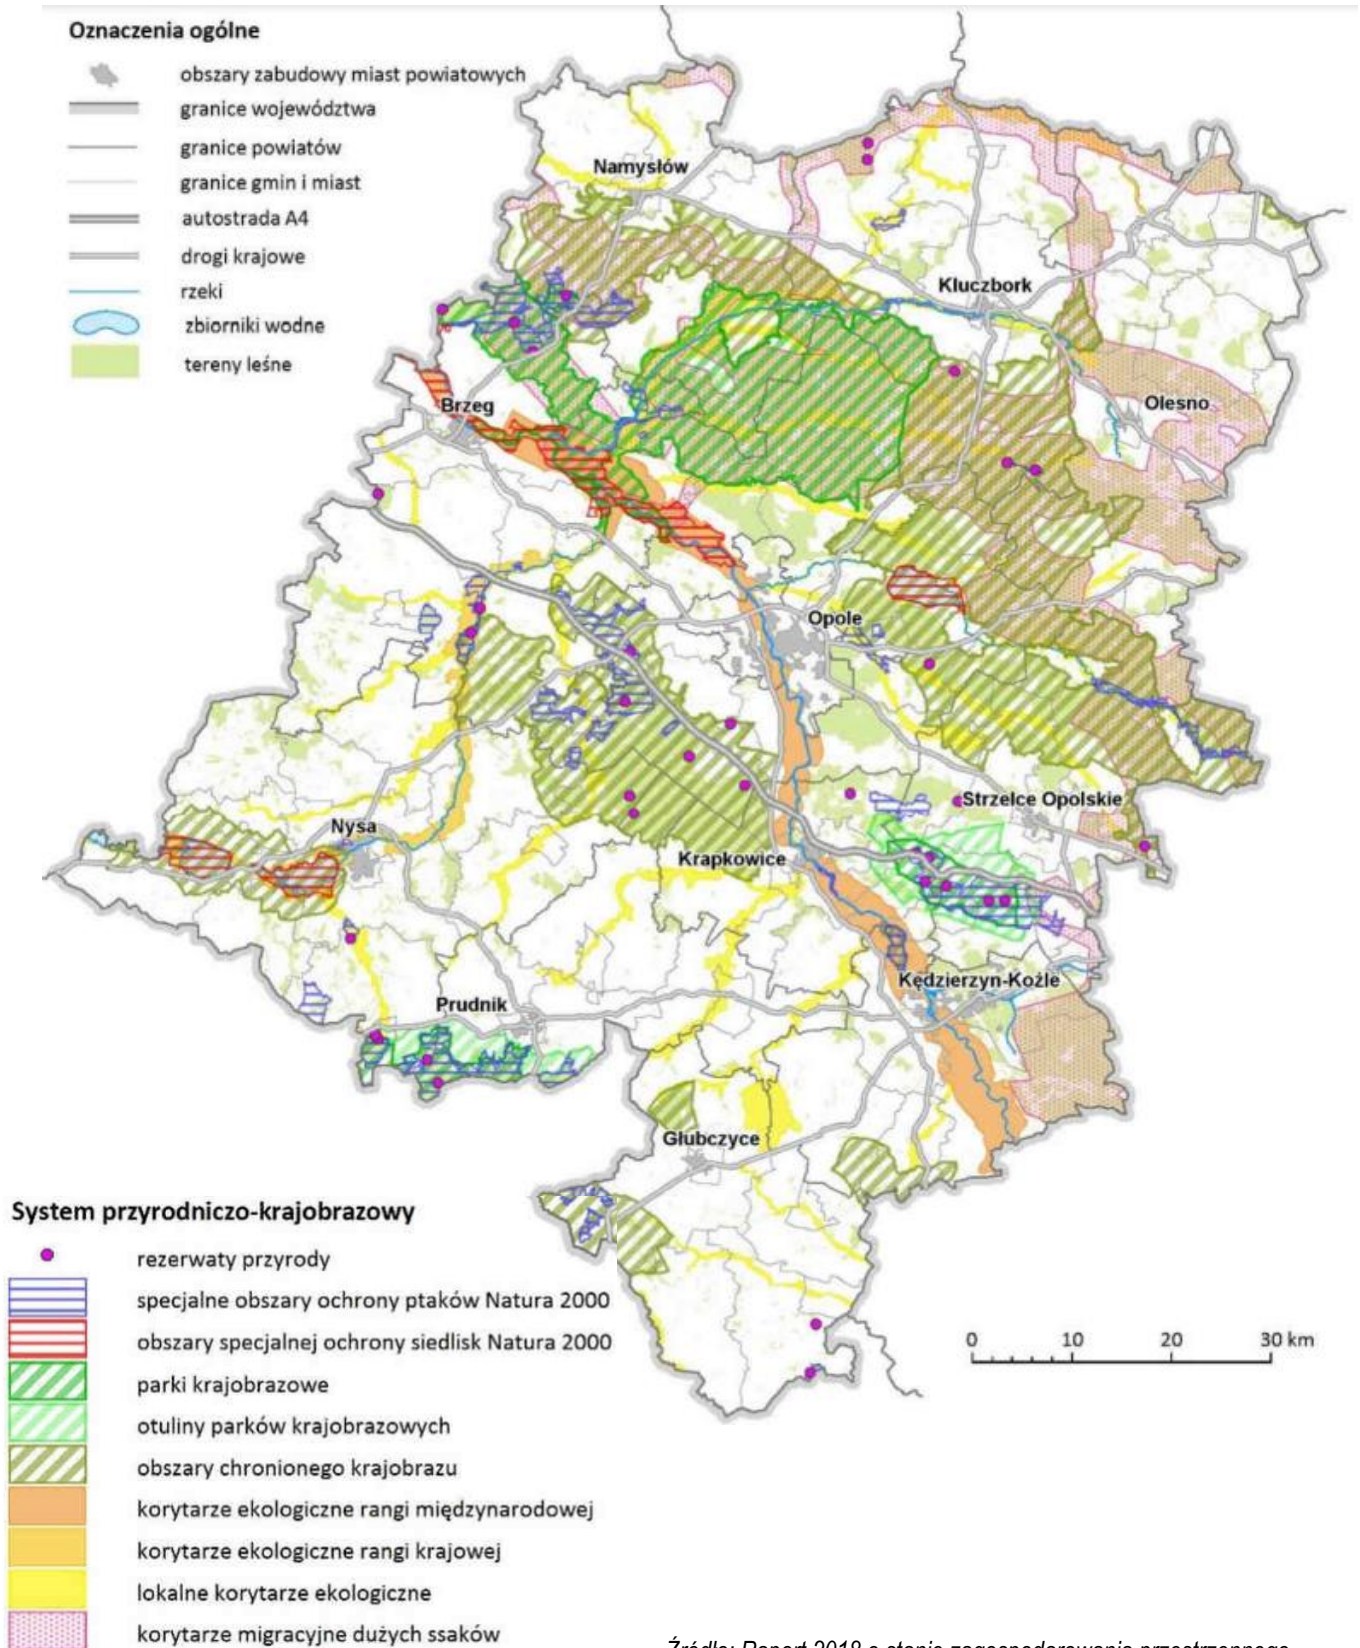 Oznaczenia ogólne
obszary zabudowy miast powiatowych
granice województwa
granice powiatów
granice gmin i miast
autostrada A4
drogi krajowe
rzeki
zbiorniki wodne
tereny leśne
Namysłów
Kluczbork
Brzeg
Olesno
Opole
Strzelce Opolskie
Nysa
Krapkowice
Kędzierzyn-Koźle
Prudnik
Głubczyce
System przyrodniczo-krajobrazowy
rezerwaty przyrody
specjalne obszary ochrony ptaków Natura 2000
obszary specjalnej ochrony siedlisk Natura 2000
parki krajobrazowe
otuliny parków krajobrazowych
obszary chronionego krajobrazu
korytarze ekologiczne rangi międzynarodowej
korytarze ekologiczne rangi krajowej
lokalne korytarze ekologiczne
korytarze migracyjne dużych ssaków
0 10 20 30 km
Źródło: Raport 2018 o stanie zagospodarowania przestrzennego